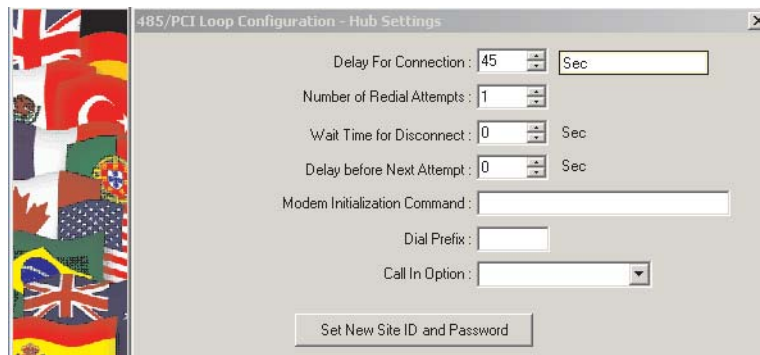 485/PCI Loop Configuration - Hub Settings
Delay For Connection : 45 Sec
Number of Redial Attempts : 1
Wait Time for Disconnect : 0 Sec
Delay before Next Attempt : 0 Sec
Modem Initialization Command :
Dial Prefix :
Call In Option :
Set New Site ID and Password